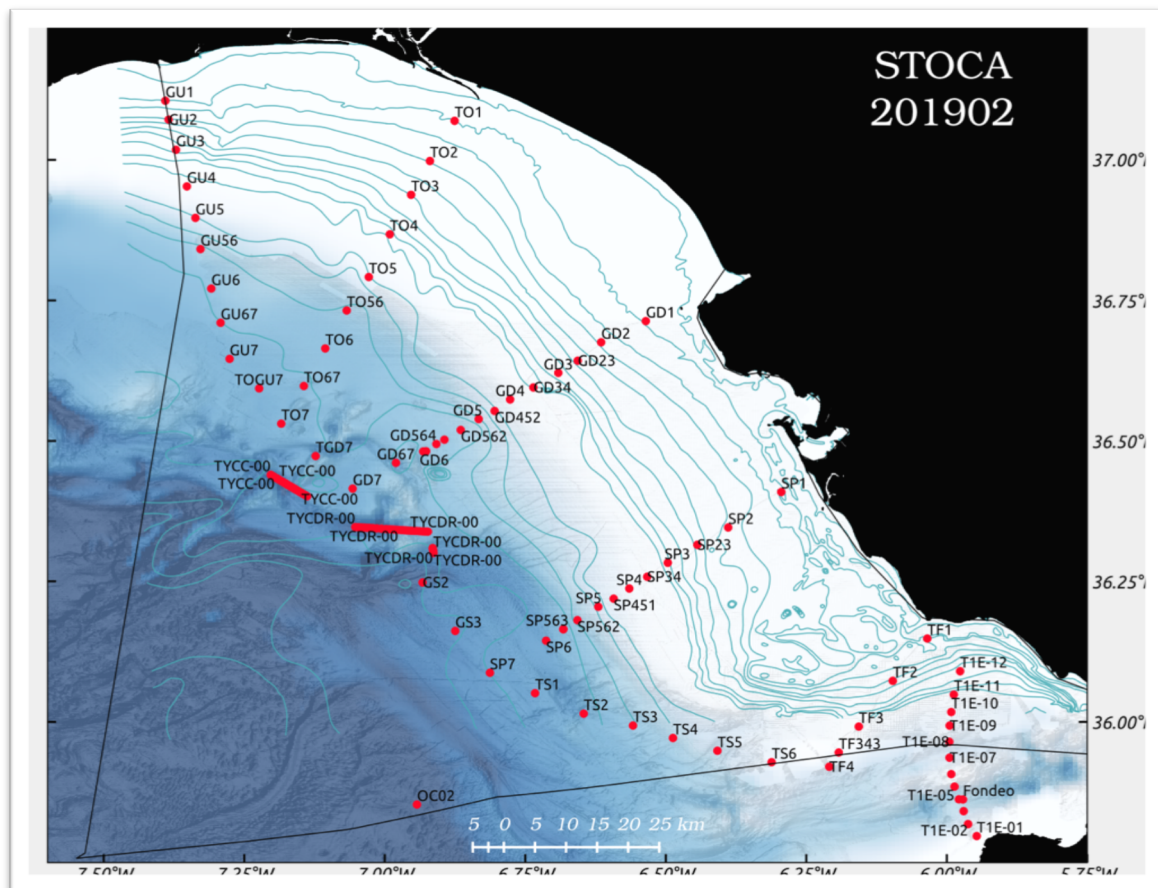 STOCA
201902
GU1
GU2
GU3
GU4
GU5
GU56
GU6
GU67
GU7
TOGU7
TO1
TO2
TO3
TO4
TO5
TO56
TO6
TO67
TO7
TGD7
GD1
GD2
GD23
GD3
GD34
GD4
GD452
GD5
GD562
GD564
GD6
GD67
GD7
TYCC-00
TYCC-00
TYCC-00
TYCC-00
TYCDR-00
TYCDR-00
TYCDR-00
TYCDR-00
TYCDR-00
TYCDR-00
GS2
GS3
SP1
SP2
SP23
SP3
SP34
SP4
SP451
SP5
SP562
SP563
SP6
SP7
TS1
TS2
TS3
TS4
TS5
TS6
TF1
TF2
TF3
TF343
TF4
T1E-12
T1E-11
T1E-10
T1E-09
T1E-08
T1E-07
T1E-05
Fondeo
T1E-02
T1E-01
OC02
5 0 5 10 15 20 25 km
37.00°
36.75°
36.50°
36.25°
36.00°
7.50°W
7.25°W
7.00°W
6.75°W
6.50°W
6.25°W
6.00°W
5.75°W